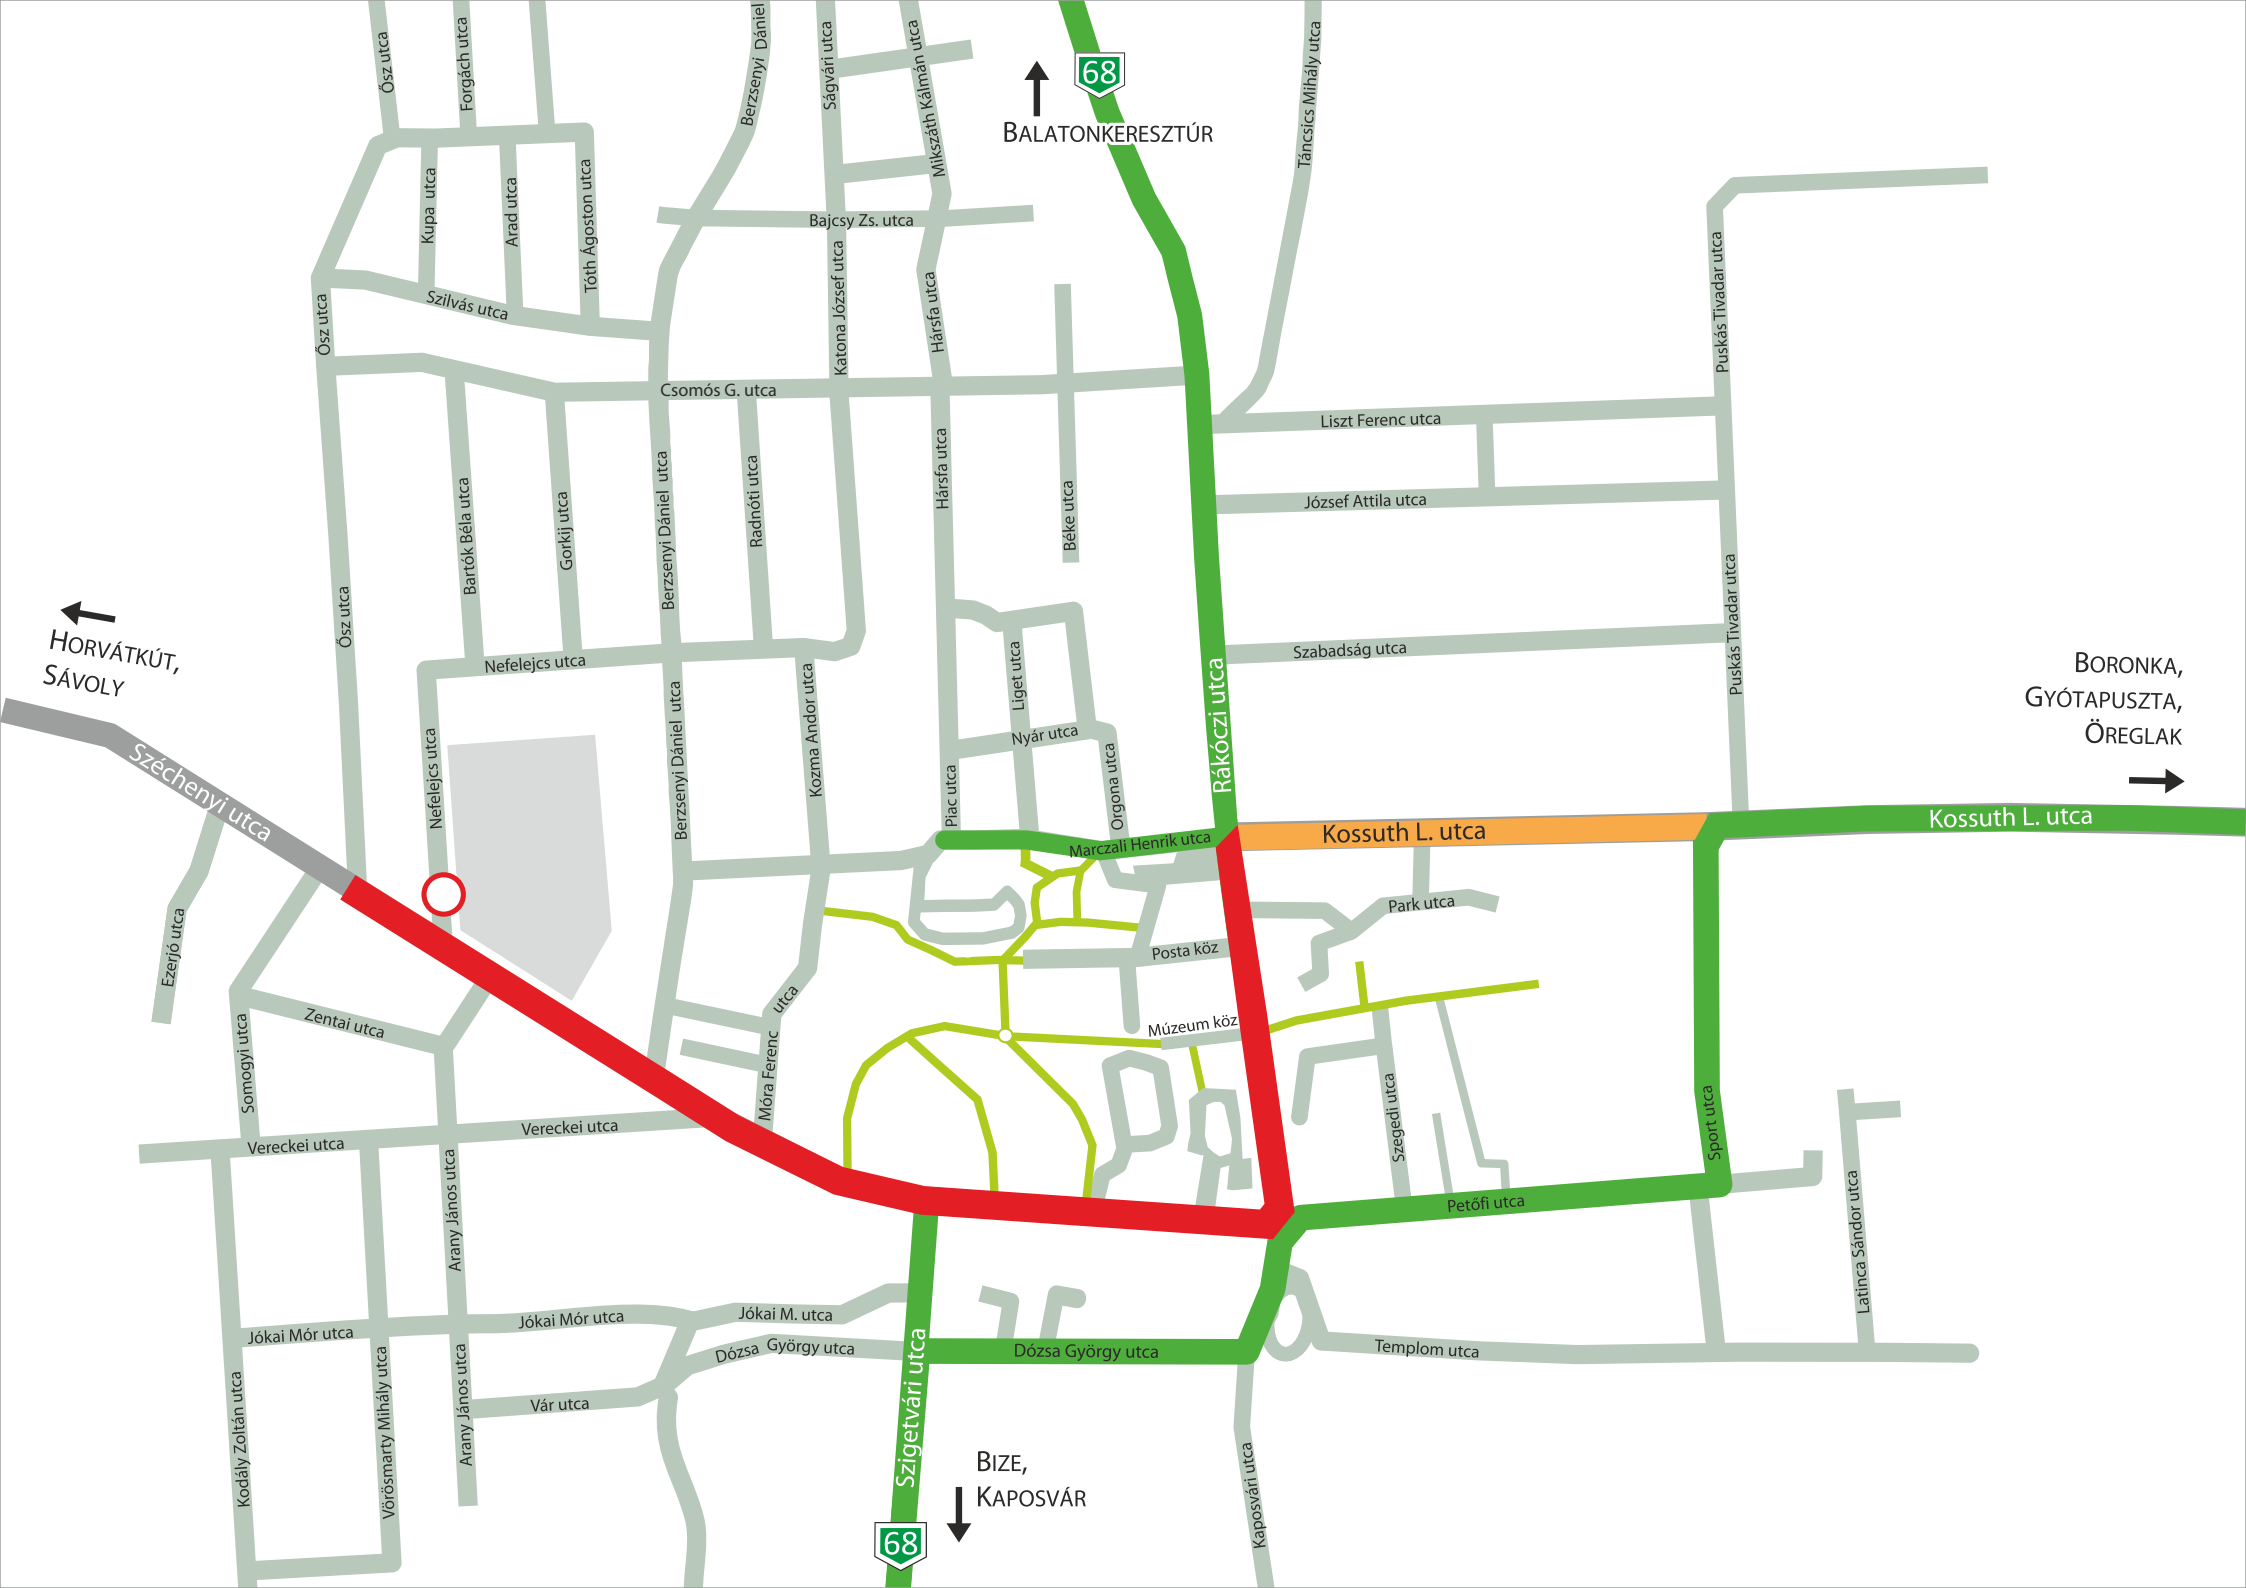 Ősz utca
Forgách utca
Berzsenyi Dániel
Ságvári utca
Mikszáth Kálmán utca
68
BALATONKERESZTÚR
Táncsics Mihály utca
Kupa utca
Arad utca
Tóth Ágoston utca
Bajcsy Zs. utca
Katona József utca
Hársfa utca
Szilvás utca
Ősz utca
Puskás Tivadar utca
Csomós G. utca
Liszt Ferenc utca
József Attila utca
Bartók Béla utca
Gorkij utca
Berzsenyi Dániel utca
Radnóti utca
Hársfa utca
Béke utca
Ősz utca
Puskás Tivadar utca
Szabadság utca
HORVÁTKÚT,
SÁVOLY
Nefelejcs utca
Liget utca
Rákóczi utca
BORONKA,
GYÓTAPUSZTA,
ÖREGLAK
Széchenyi utca
Nefelejcs utca
Berzsenyi Dániel utca
Kozma Andor utca
Piac utca
Nyár utca
Orgona utca
Marczali Henrik utca
Kossuth L. utca
Kossuth L. utca
Ezerjó utca
Park utca
Posta köz
Múzeum köz
Zentai utca
Somogyi utca
Móra Ferenc utca
Szegedi utca
Sport utca
Vereckei utca
Vereckei utca
Arany János utca
Petőfi utca
Latinca Sándor utca
Jókai Mór utca
Jókai Mór utca
Jókai M. utca
Dózsa György utca
Dózsa György utca
Templom utca
Szigetvári utca
Kodály Zoltán utca
Vörösmarty Mihály utca
Arany János utca
Vár utca
BIZE,
KAPOSVÁR
Kaposvári utca
68